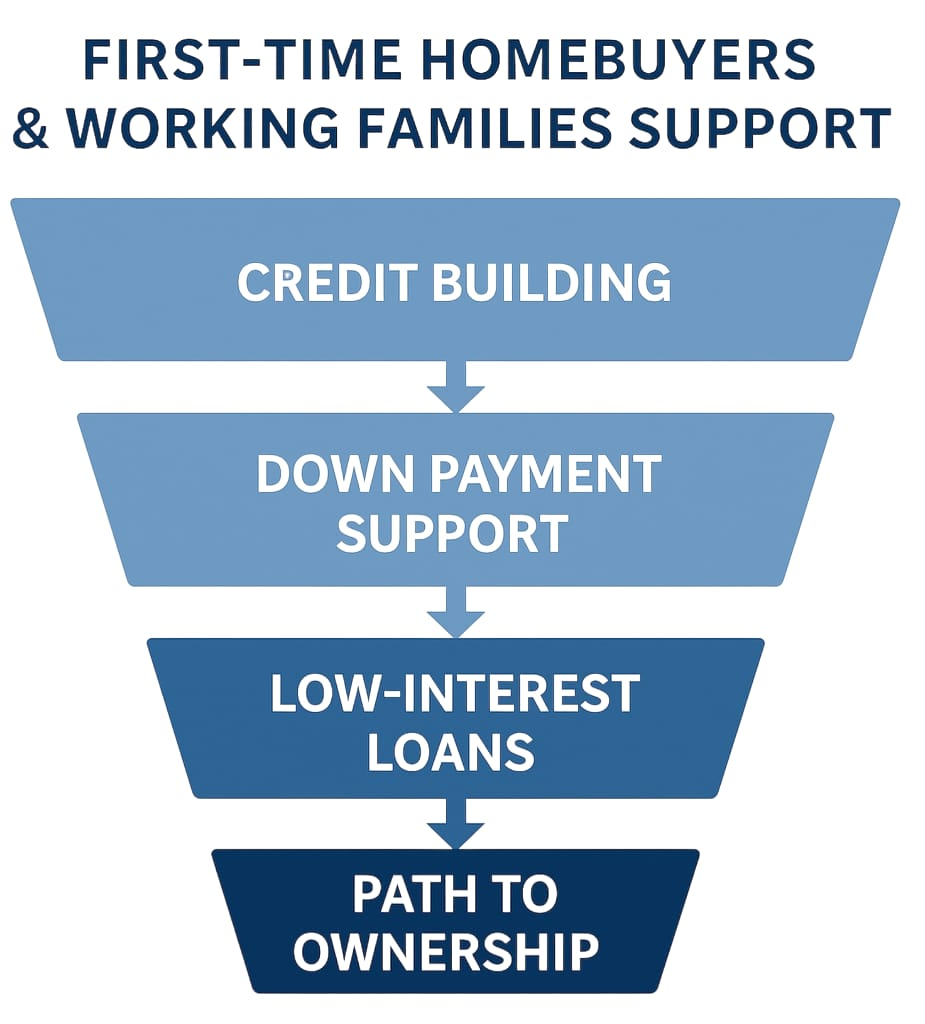 FIRST-TIME HOMEBUYERS
& WORKING FAMILIES SUPPORT
CREDIT BUILDING
DOWN PAYMENT
SUPPORT
LOW-INTEREST
LOANS
PATH TO
OWNERSHIP